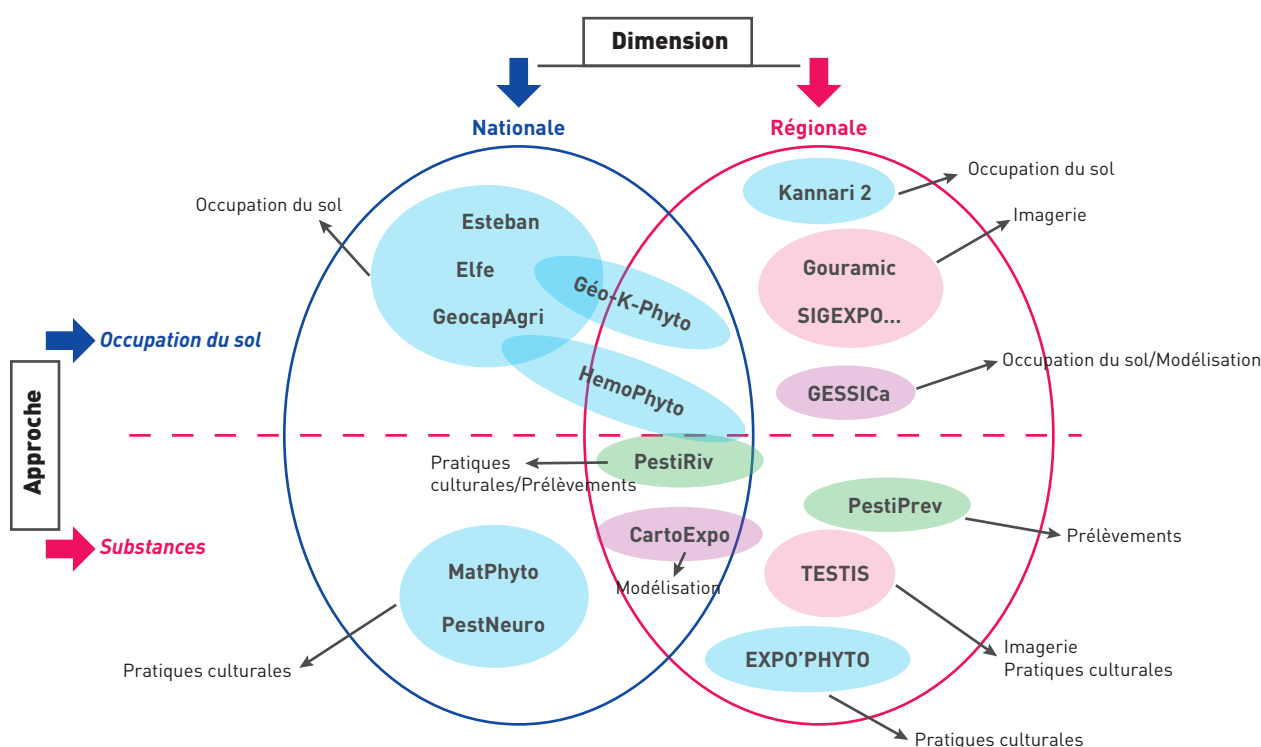 Dimension
Nationale
Régionale
Occupation du sol
Kannari 2
Occupation du sol
Imagerie
Esteban
Elfe
GeocapAgri
Géo-K-Phyto
HemoPhyto
Gouramic
SIGEXPO...
GESSICa
Occupation du sol/Modélisation
Approche
Occupation du sol
Substances
Pratiques
culturales/Prélèvements
PestiRiv
CartoExpo
Modélisation
PestiPrev
Prélèvements
TESTIS
Imagerie
Pratiques culturales
MatPhyto
PestNeuro
Pratiques culturales
EXPO’PHYTO
Pratiques culturales